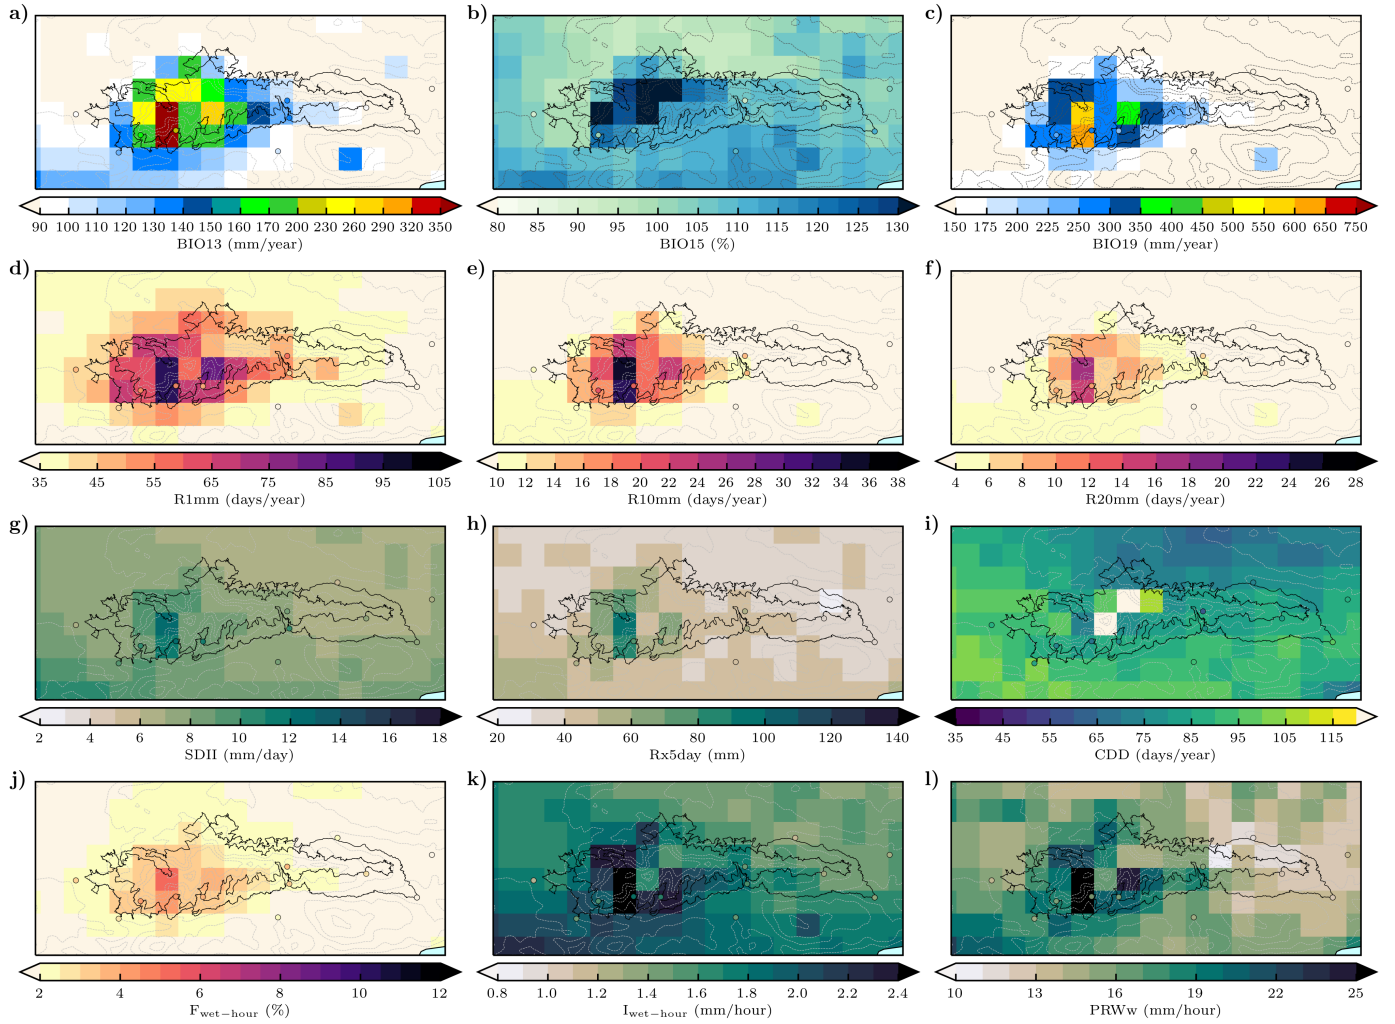 a) b) c)
90 100 110 120 130 140 160 170 200 230 260 290 320 350
BIO13 (mm/year)
80 85 90 95 100 105 110 115 120 125 130
BIO15 (%)
150 175 200 225 250 300 350 400 450 500 550 600 650 750
BIO19 (mm/year)
d) e) f)
35 45 55 65 75 85 95 105
R1mm (days/year)
10 12 14 16 18 20 22 24 26 28 30 32 34 36 38
R10mm (days/year)
4 6 8 10 12 14 16 18 20 22 24 26 28
R20mm (days/year)
g) h) i)
2 4 6 8 10 12 14 16 18
SDII (mm/day)
20 40 60 80 100 120 140
Rx5day (mm)
35 45 55 65 75 85 95 105 115
CDD (days/year)
j) k) l)
2 4 6 8 10 12
Fwet−hour (%)
0.8 1.0 1.2 1.4 1.6 1.8 2.0 2.2 2.4
Iwet−hour (mm/hour)
10 13 16 19 22 25
PRWw (mm/hour)